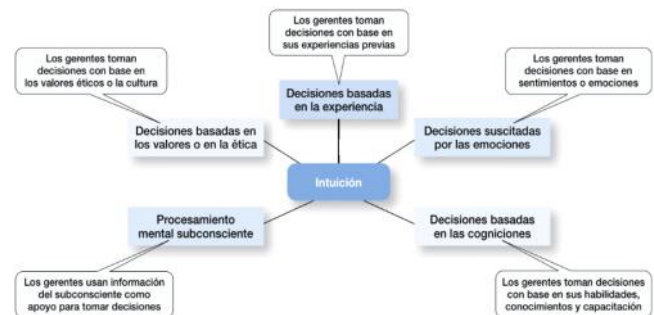 Los gerentes toman
decisiones con base en
sus experiencias previas
Los gerentes toman
decisiones con base en
los valores éticos o la cultura
Los gerentes toman
decisiones con base en
sentimientos o emociones
Decisiones basadas
en la experiencia
Decisiones basadas en
los valores o en la ética
Decisiones suscitadas
por las emociones
Intuición
Procesamiento
mental subconsciente
Decisiones basadas
en las cogniciones
Los gerentes usan información
del subconsciente como
apoyo para tomar decisiones
Los gerentes toman decisiones
con base en sus habilidades,
conocimientos y capacitación